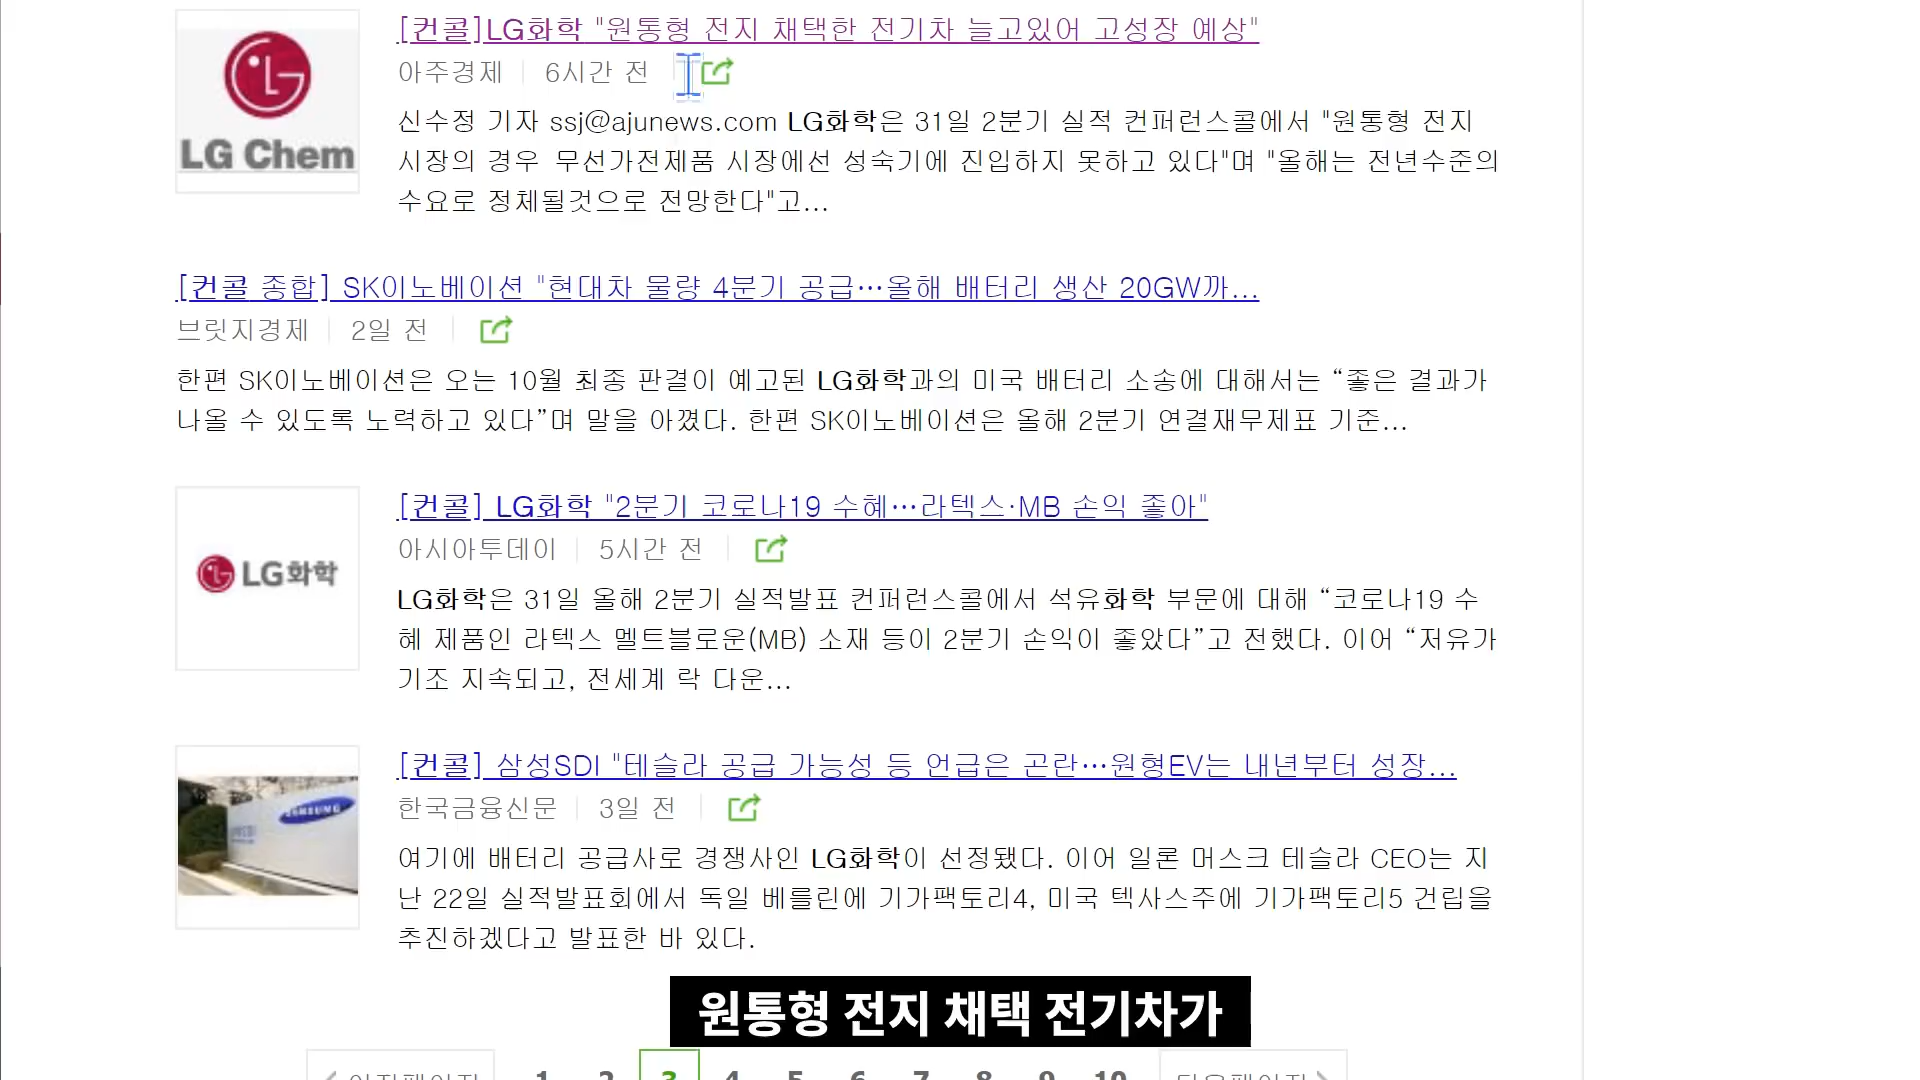 [컨콜]LG화학 "원통형 전지 채택한 전기차 늘고있어 고성장 예상"
아주경제 6시간 전
LG Chem
신수정 기자 ssj@ajunews.com LG화학은 31일 2분기 실적 컨퍼런스콜에서 "원통형 전지
시장의 경우 무선가전제품 시장에선 성숙기에 진입하지 못하고 있다"며 "올해는 전년수준의
수요로 정체될것으로 전망한다"고...
[컨콜 종합] SK이노베이션 "현대차 물량 4분기 공급…올해 배터리 생산 20GW까...
브릿지경제 2일 전
한편 SK이노베이션은 오는 10월 최종 판결이 예고된 LG화학과의 미국 배터리 소송에 대해서는 “좋은 결과가
나올 수 있도록 노력하고 있다”며 말을 아꼈다. 한편 SK이노베이션은 올해 2분기 연결재무제표 기준...
[컨콜] LG화학 "2분기 코로나19 수혜…라텍스·MB 손익 좋아"
아시아투데이 5시간 전
LG화학
LG화학은 31일 올해 2분기 실적발표 컨퍼런스콜에서 석유화학 부문에 대해 “코로나19 수
혜 제품인 라텍스 멜트블로운(MB) 소재 등이 2분기 손익이 좋았다”고 전했다. 이어 “저유가
기조 지속되고, 전세계 락 다운...
[컨콜] 삼성SDI "테슬라 공급 가능성 등 언급은 곤란…원형EV는 내년부터 성장...
한국금융신문 3일 전
SAMSUNG
여기에 배터리 공급사로 경쟁사인 LG화학이 선정됐다. 이어 일론 머스크 테슬라 CEO는 지
난 22일 실적발표회에서 독일 베를린에 기가팩토리4, 미국 텍사스주에 기가팩토리5 건립을
추진하겠다고 발표한 바 있다.
원통형 전지 채택 전기차가
이전페이지 1 2 3 4 5 6 7 8 9 10 다음페이지